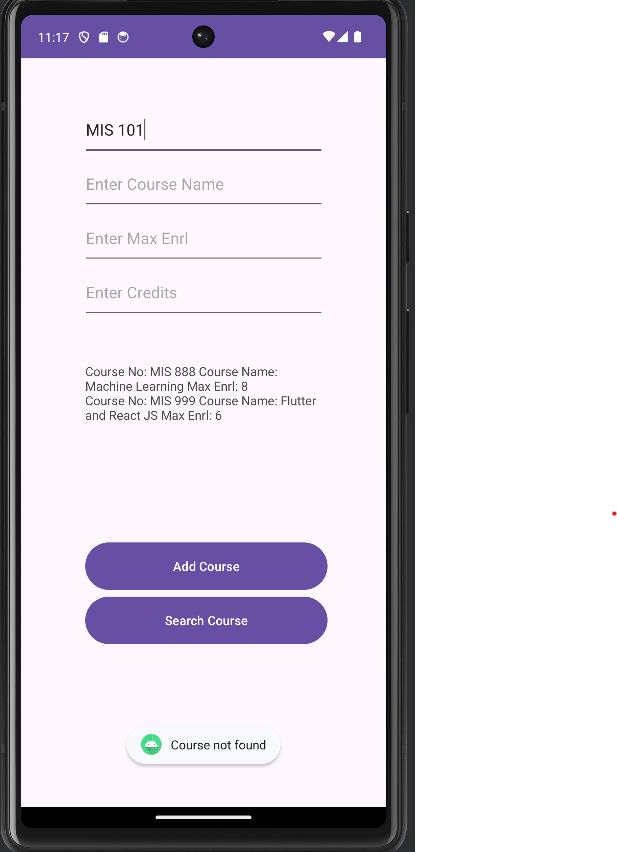 11:17
MIS 101
Enter Course Name
Enter Max Enrl
Enter Credits
Course No: MIS 888 Course Name:
Machine Learning Max Enrl: 8
Course No: MIS 999 Course Name: Flutter
and React JS Max Enrl: 6
Add Course
Search Course
Course not found